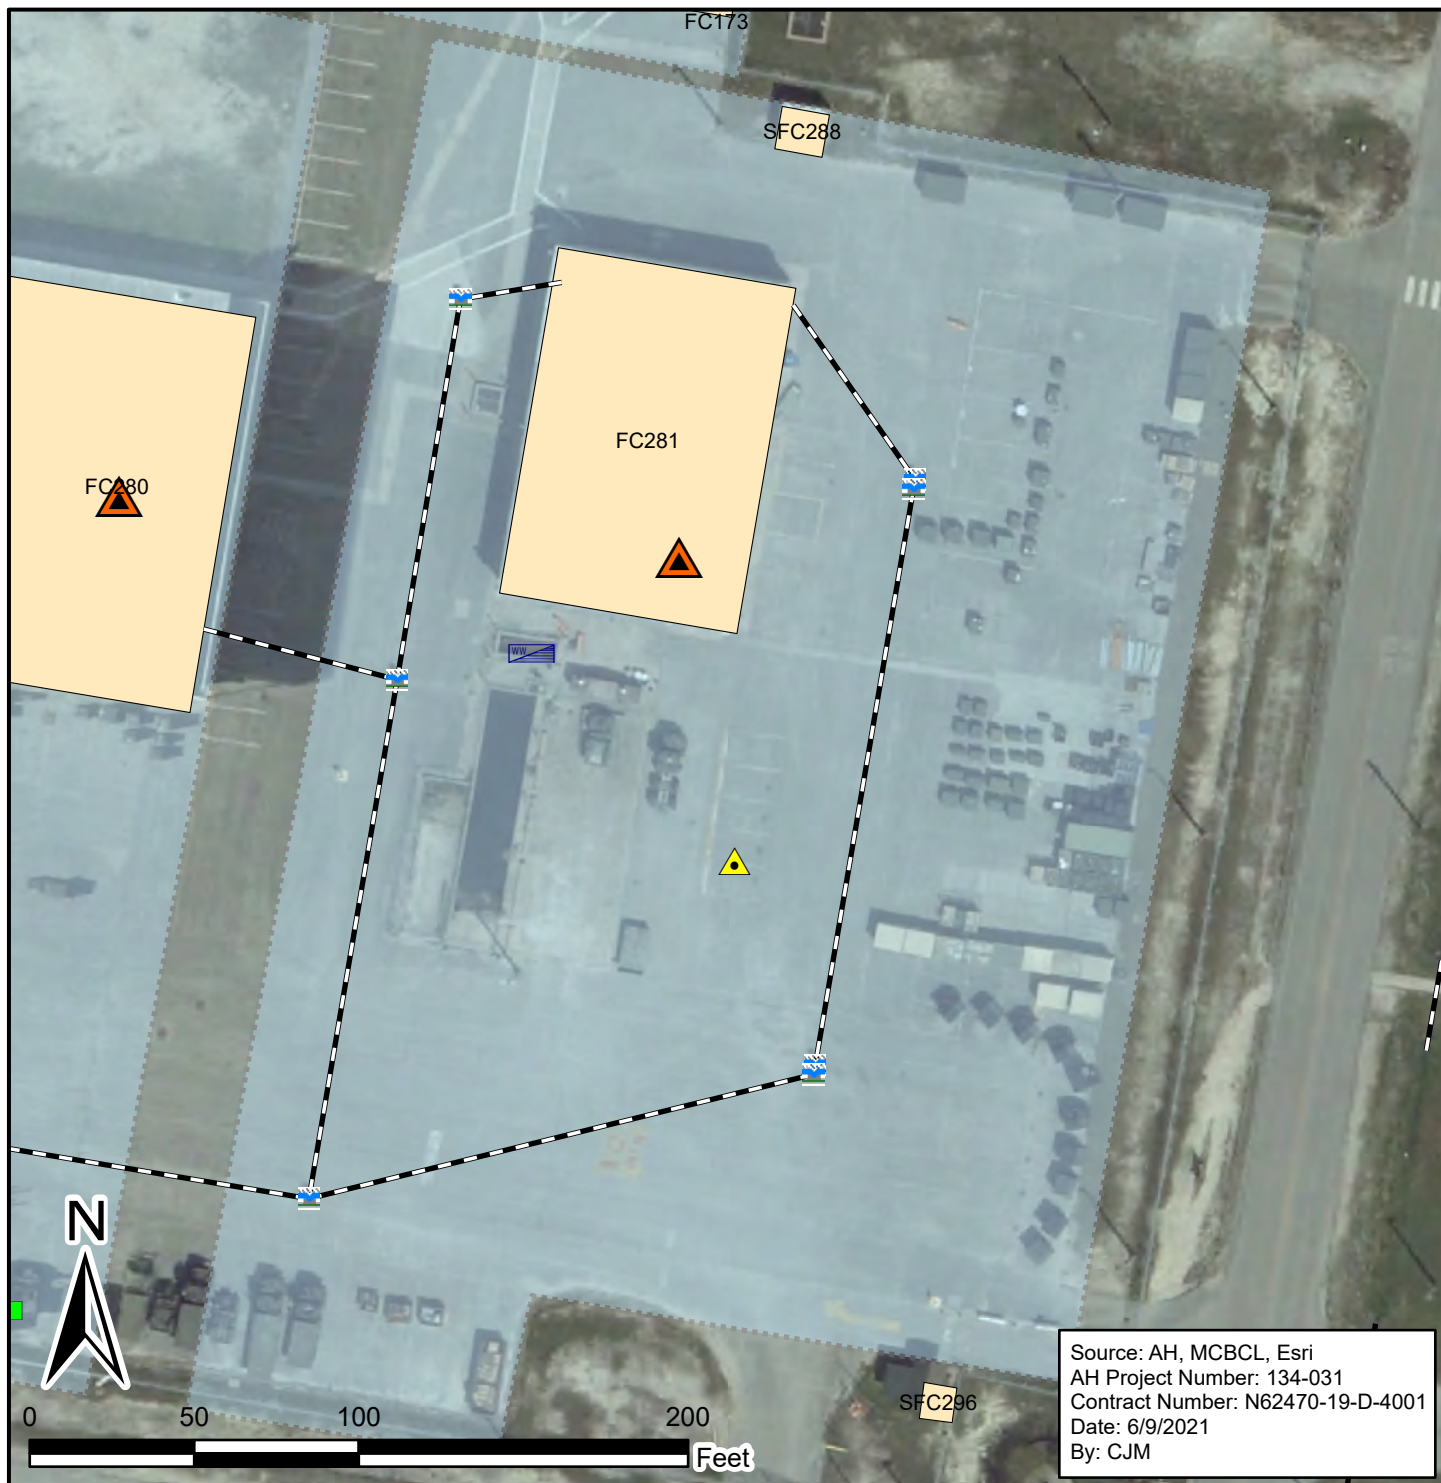 FC173
SFC288
FC281
FC280
WW
N
0 50 100 200
Feet
SFC296
Source: AH, MCBCL, Esri
AH Project Number: 134-031
Contract Number: N62470-19-D-4001
Date: 6/9/2021
By: CJM